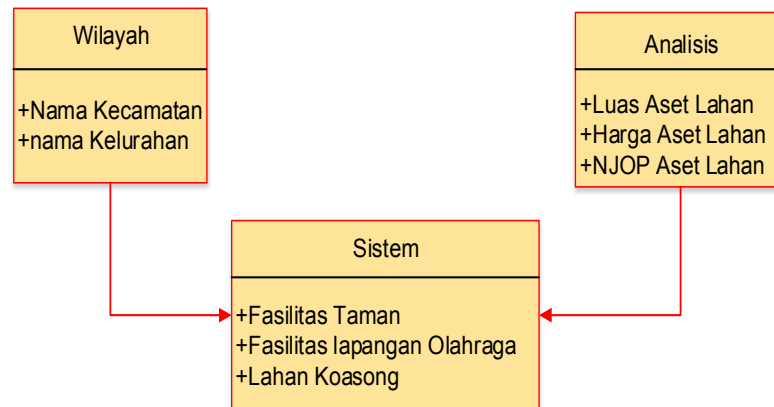 Wilayah
+Nama Kecamatan
+nama Kelurahan
Analisis
+Luas Aset Lahan
+Harga Aset Lahan
+NJOP Aset Lahan
Sistem
+Fasilitas Taman
+Fasilitas lapangan Olahraga
+Lahan Koasong